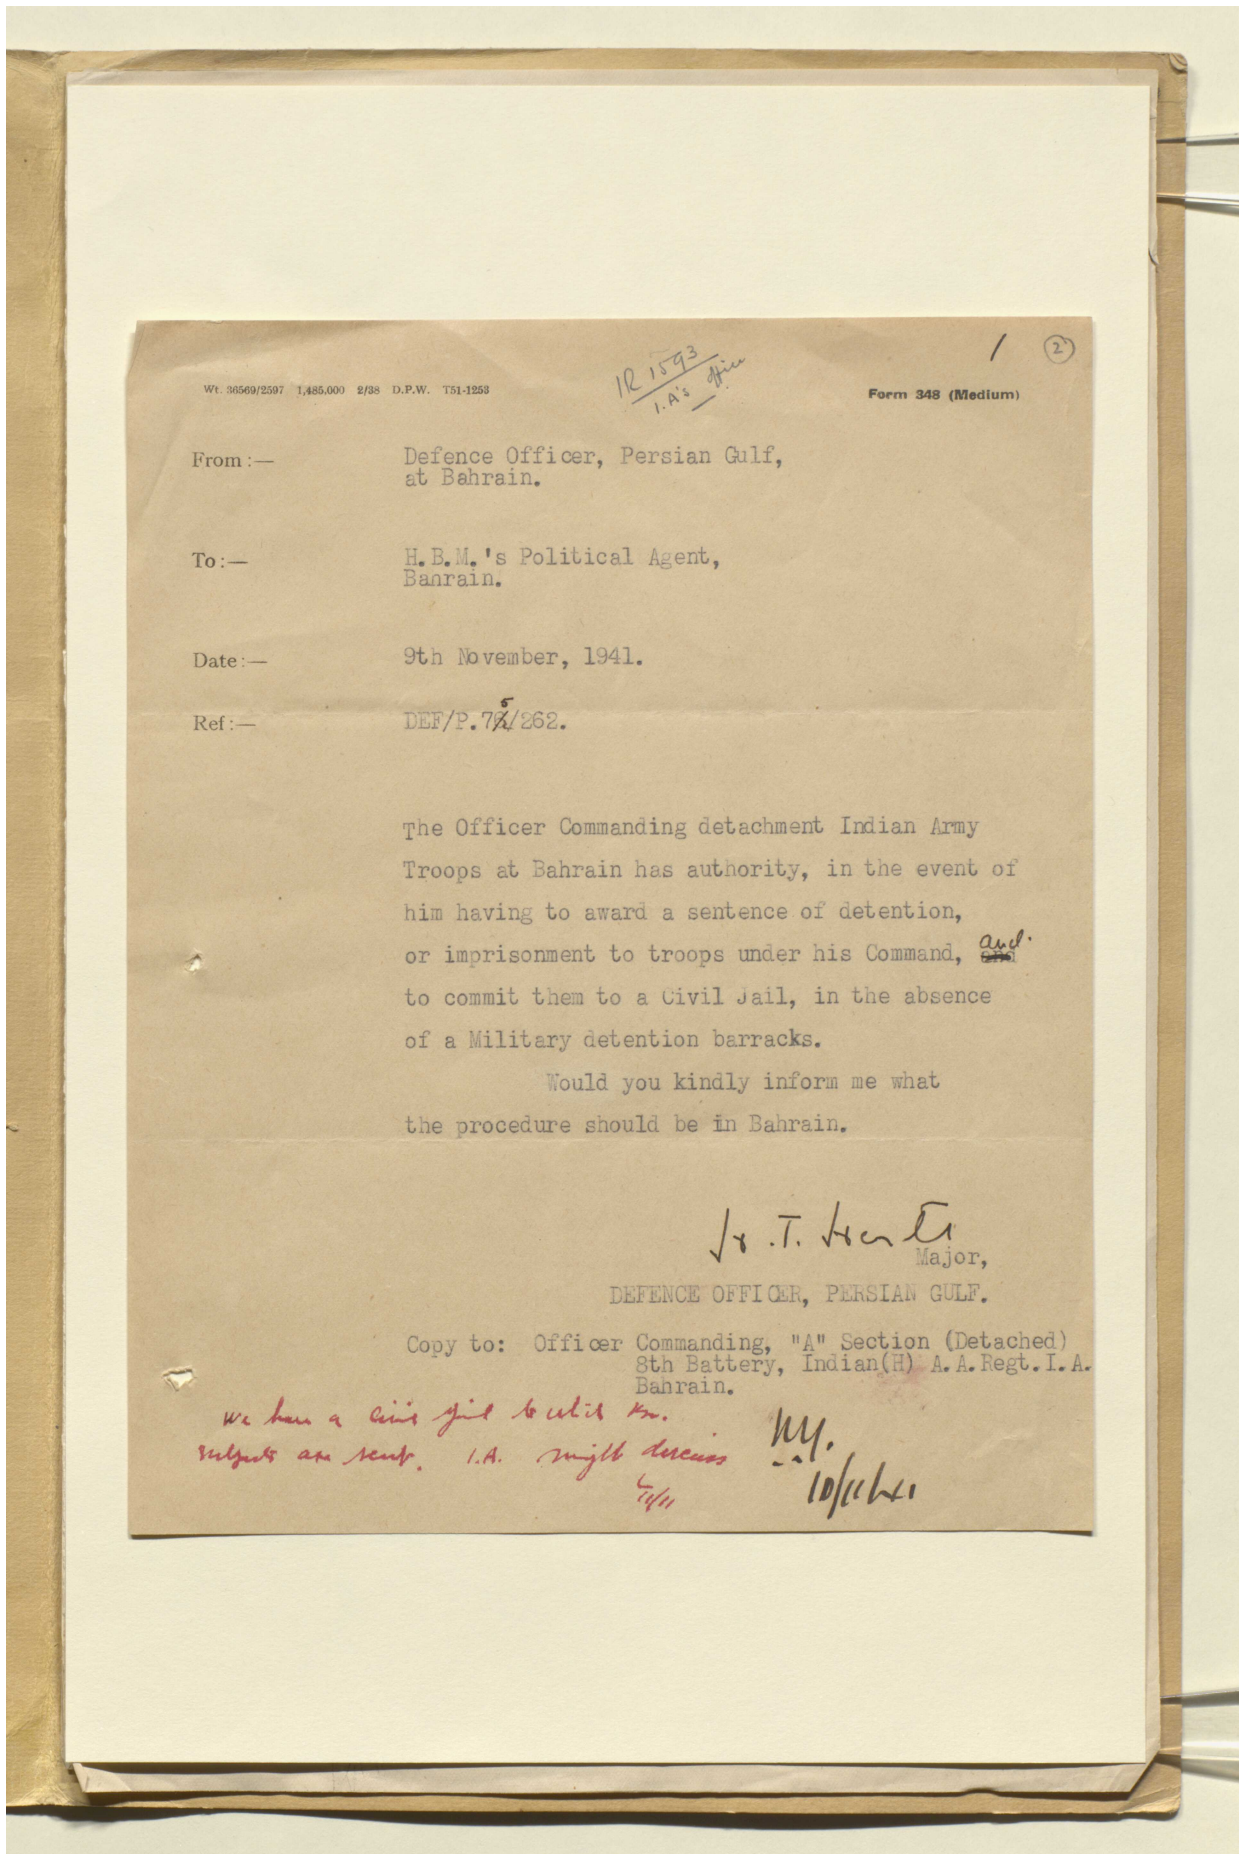 1
2
IR 1593
I.A's office
Wt. 36569/2597 1,485,000 2/38 D.P.W. T51-1253
Form 348 (Medium)
From :— Defence Officer, Persian Gulf,
at Bahrain.
To :— H.B.M.'s Political Agent,
Bahrain.
Date :— 9th November, 1941.
Ref :— DEF/P.75/262.
The Officer Commanding detachment Indian Army
Troops at Bahrain has authority, in the event of
him having to award a sentence of detention,
or imprisonment to troops under his Command, and
to commit them to a Civil Jail, in the absence
of a Military detention barracks.
Would you kindly inform me what
the procedure should be in Bahrain.
Major,
DEFENCE OFFICER, PERSIAN GULF.
Copy to: Officer Commanding, "A" Section (Detached)
8th Battery, Indian(H) A.A.Regt.I.A.
Bahrain.
We have a civil jail to which Bn.
subjects are sent. I.A. might discuss
11/11
10/11/41